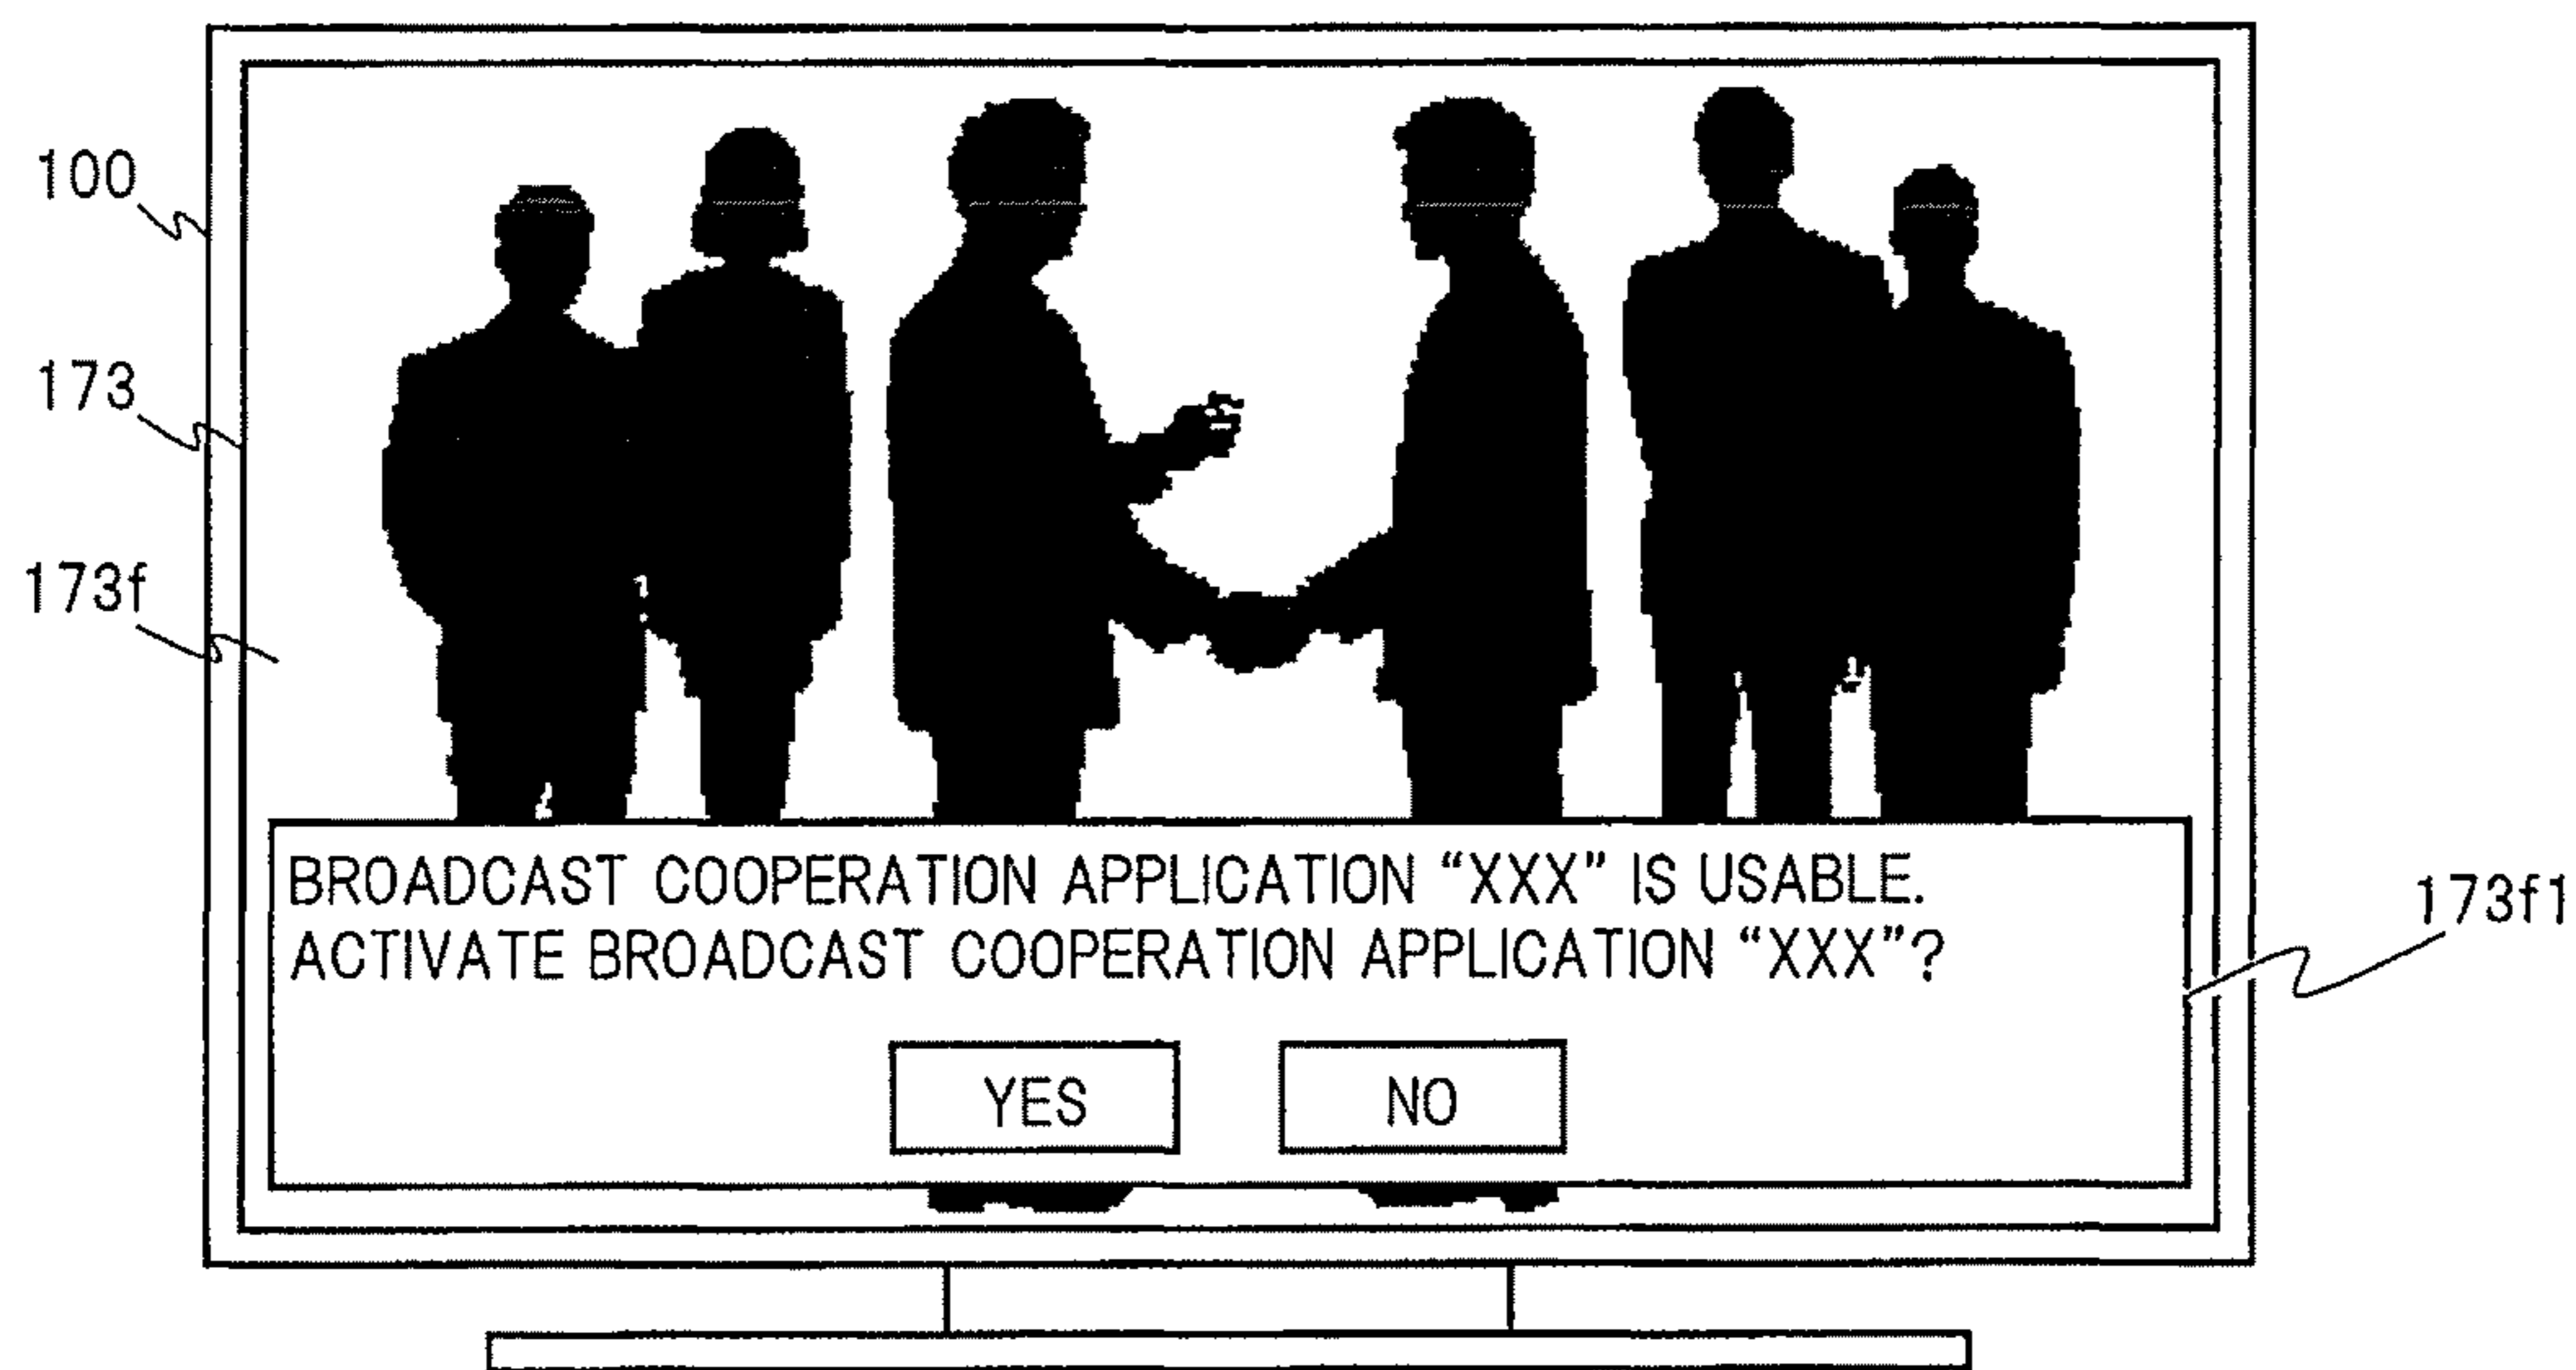 100
173
173f
BROADCAST COOPERATION APPLICATION “XXX” IS USABLE.
ACTIVATE BROADCAST COOPERATION APPLICATION “XXX”?
173f1
YES NO